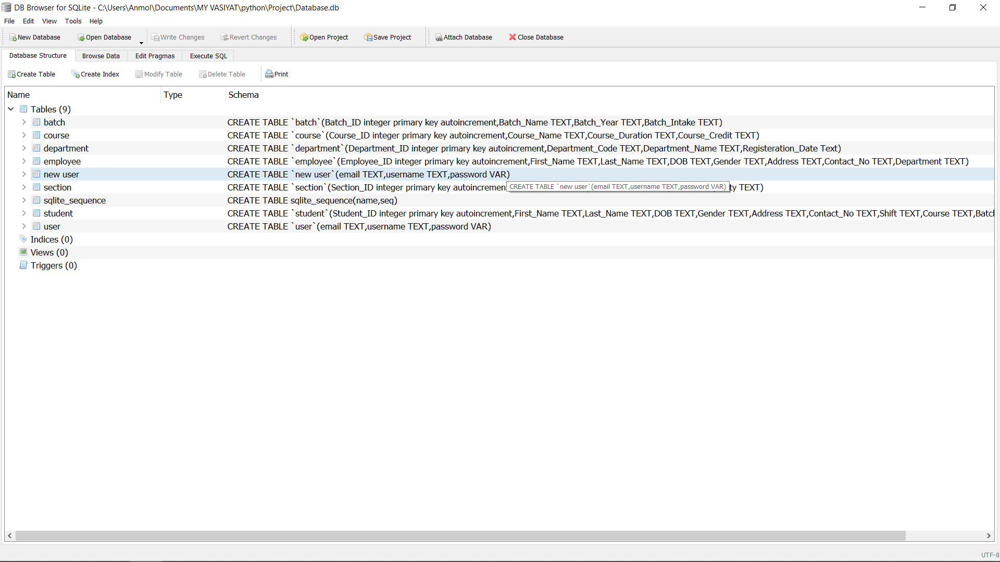 DB Browser for SQLite - C:\Users\Anmol\Documents\MY VASIYAT\python\Project\Database.db
File Edit View Tools Help
New Database Open Database Write Changes Revert Changes Open Project Save Project Attach Database Close Database
Database Structure Browse Data Edit Pragmas Execute SQL
Create Table Create Index Modify Table Delete Table Print
Name Type Schema
Tables (9)
batch CREATE TABLE `batch`(Batch_ID integer primary key autoincrement,Batch_Name TEXT,Batch_Year TEXT,Batch_Intake TEXT)
course CREATE TABLE `course`(Course_ID integer primary key autoincrement,Course_Name TEXT,Course_Duration TEXT,Course_Credit TEXT)
department CREATE TABLE `department`(Department_ID integer primary key autoincrement,Department_Code TEXT,Department_Name TEXT,Registeration_Date Text)
employee CREATE TABLE `employee`(Employee_ID integer primary key autoincrement,First_Name TEXT,Last_Name TEXT,DOB TEXT,Gender TEXT,Address TEXT,Contact_No TEXT,Department TEXT)
new user CREATE TABLE `new user`(email TEXT,username TEXT,password VAR)
section CREATE TABLE `section`(Section_ID integer primary key autoincrement ty TEXT)
CREATE TABLE `new user`(email TEXT,username TEXT,password VAR)
sqlite_sequence CREATE TABLE sqlite_sequence(name,seq)
student CREATE TABLE `student`(Student_ID integer primary key autoincrement,First_Name TEXT,Last_Name TEXT,DOB TEXT,Gender TEXT,Address TEXT,Contact_No TEXT,Shift TEXT,Course TEXT,Batch
user CREATE TABLE `user`(email TEXT,username TEXT,password VAR)
Indices (0)
Views (0)
Triggers (0)
UTF-8